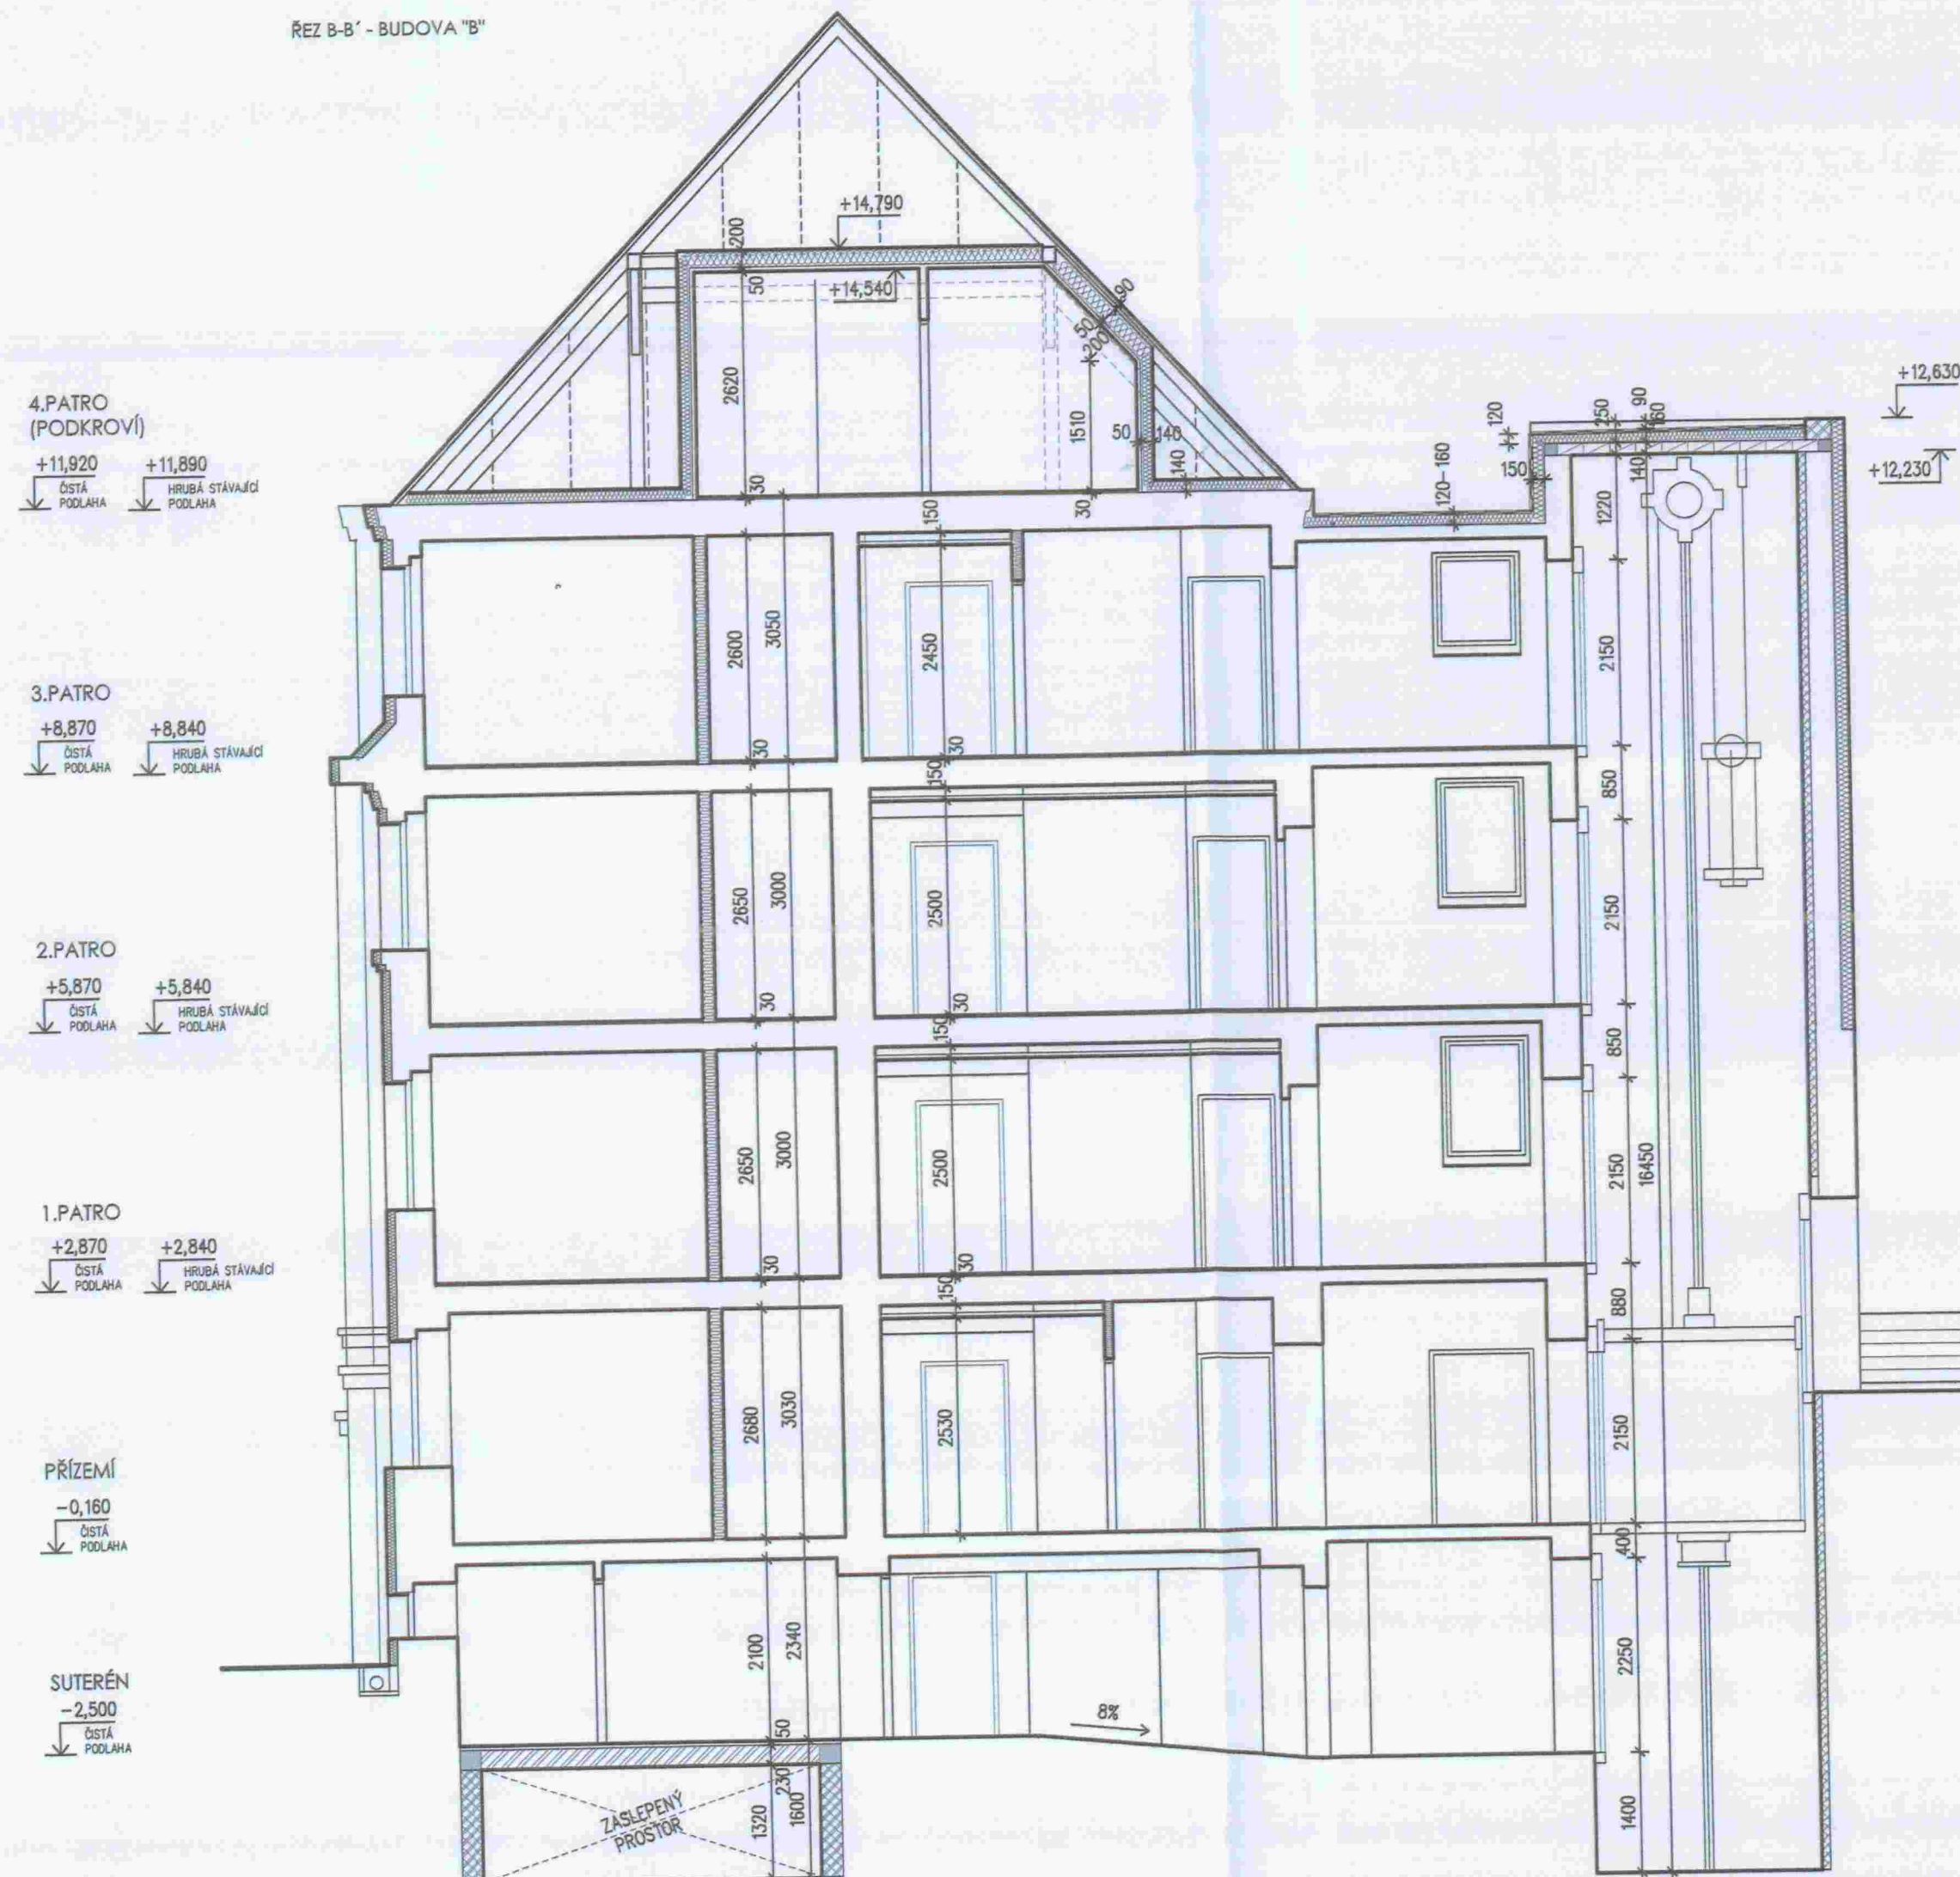 ŘEZ B-B´ - BUDOVA "B"
+14,790
200
50
+14,540
90
50
200
2620
1510
50
140
140
30
30
4.PATRO
(PODKROVÍ)
+11,920
ČISTÁ
PODLAHA
+11,890
HRUBÁ STÁVAJÍCÍ
PODLAHA
+12,630
+12,230
120
250
90
160
150
140
120-160
1220
150
2600
3050
2450
2150
30
30
3.PATRO
+8,870
ČISTÁ
PODLAHA
+8,840
HRUBÁ STÁVAJÍCÍ
PODLAHA
150
850
2650
3000
2500
2150
30
30
2.PATRO
+5,870
ČISTÁ
PODLAHA
+5,840
HRUBÁ STÁVAJÍCÍ
PODLAHA
150
850
2650
3000
2500
2150
16450
30
30
1.PATRO
+2,870
ČISTÁ
PODLAHA
+2,840
HRUBÁ STÁVAJÍCÍ
PODLAHA
150
880
2680
3030
2530
2150
PŘÍZEMÍ
-0,160
ČISTÁ
PODLAHA
400
2100
2340
2250
SUTERÉN
-2,500
ČISTÁ
PODLAHA
8%
50
230
1320
1600
1400
ZASLEPENÝ
PROSTOR